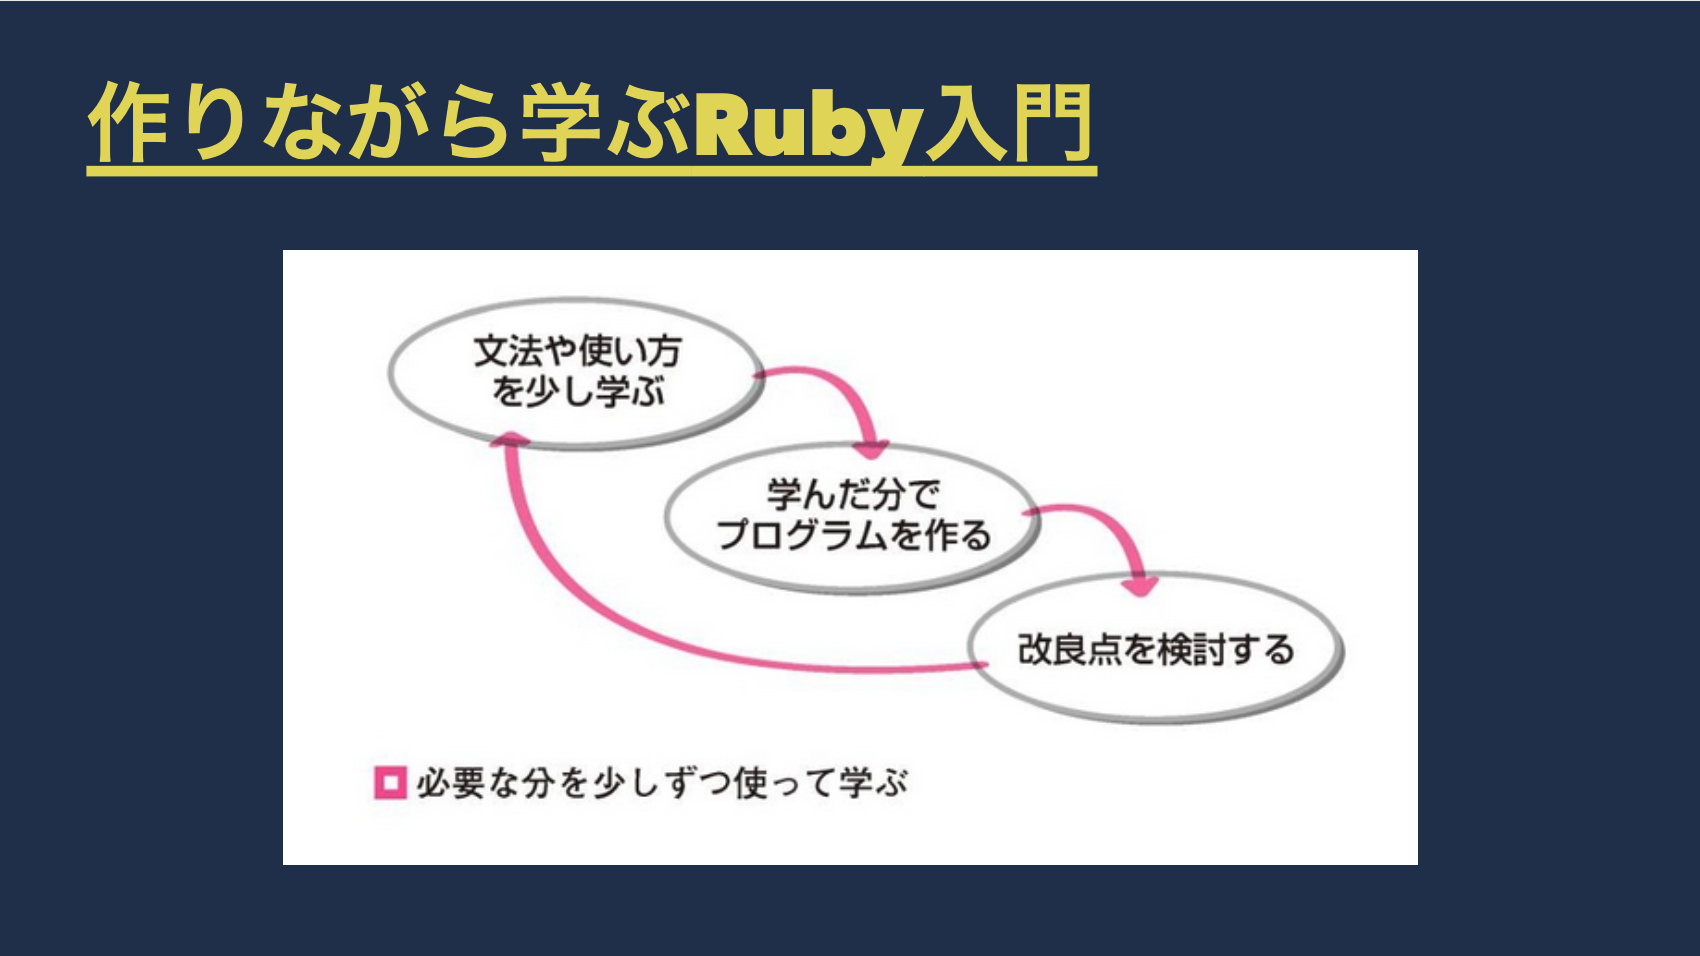 作りながら学ぶRuby入門
文法や使い方
を少し学ぶ
学んだ分で
プログラムを作る
改良点を検討する
必要な分を少しずつ使って学ぶ